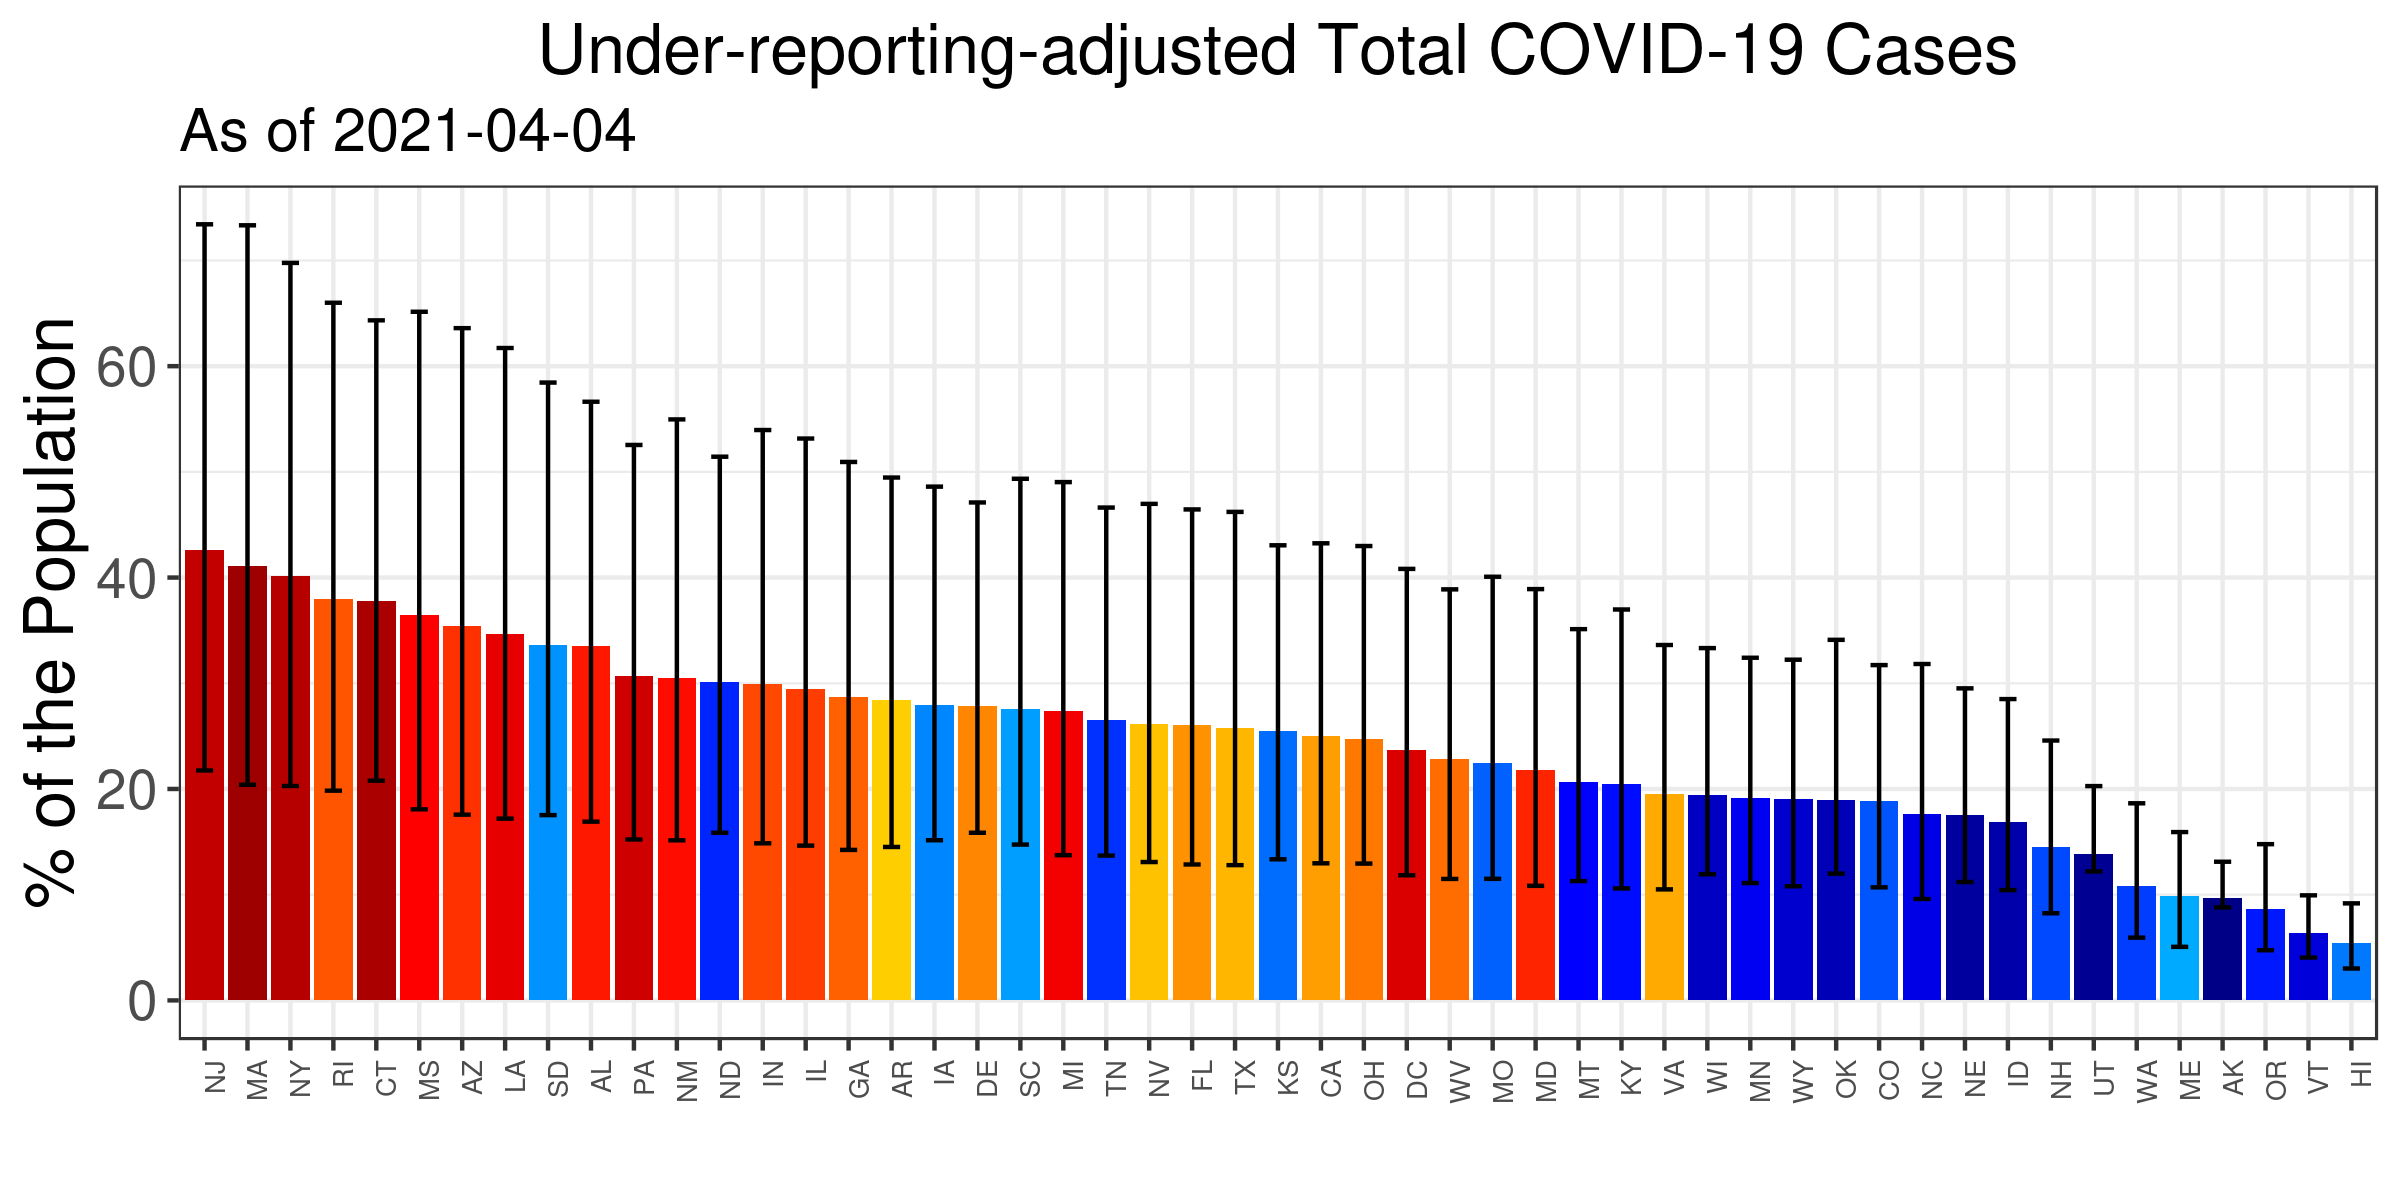 Under-reporting-adjusted Total COVID-19 Cases
As of 2021-04-04
% of the Population
60
40
20
0
NJ MA NY RI CT MS AZ LA SD AL PA NM ND IN IL GA AR IA DE SC MI TN NV FL TX KS CA OH DC WV MO MD MT KY VA WI MN WY OK CO NC NE ID NH UT WA ME AK OR VT HI